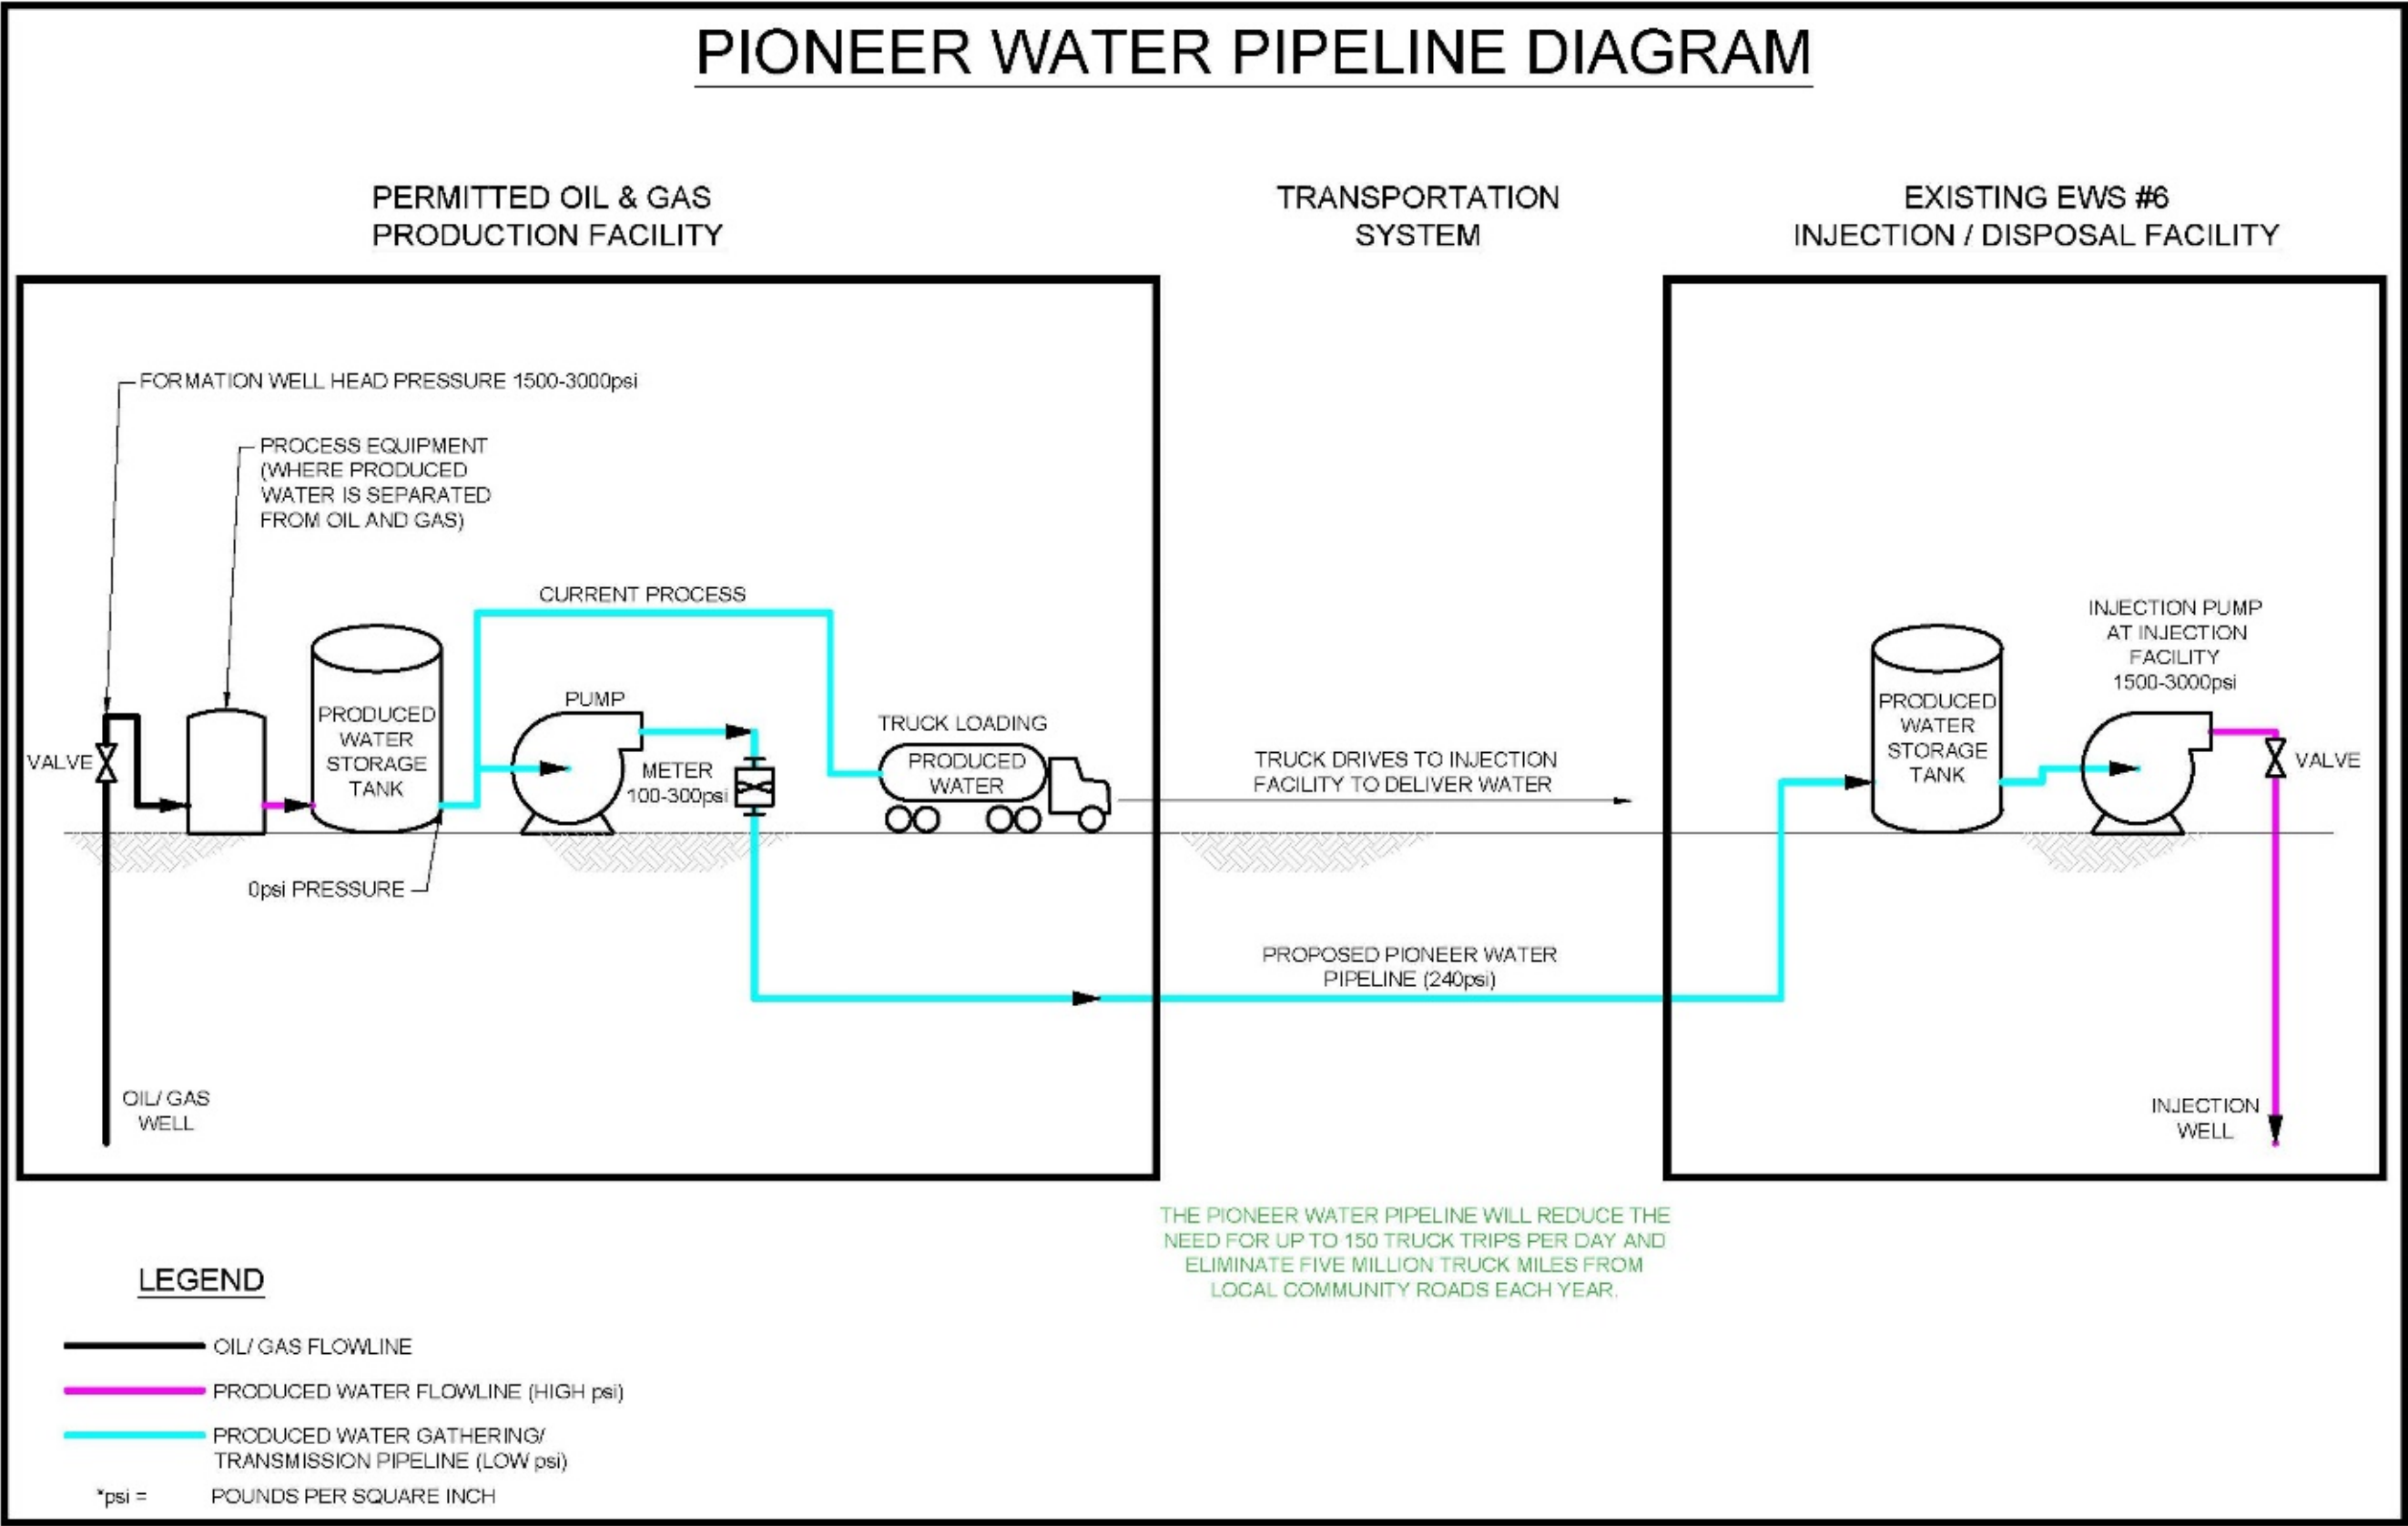 PIONEER WATER PIPELINE DIAGRAM
PERMITTED OIL & GAS
PRODUCTION FACILITY
TRANSPORTATION
SYSTEM
EXISTING EWS #6
INJECTION / DISPOSAL FACILITY
FORMATION WELL HEAD PRESSURE 1500-3000psi
PROCESS EQUIPMENT
(WHERE PRODUCED
WATER IS SEPARATED
FROM OIL AND GAS)
CURRENT PROCESS
VALVE
PRODUCED
WATER
STORAGE
TANK
PUMP
METER
100-300psi
TRUCK LOADING
PRODUCED
WATER
0psi PRESSURE
OIL/ GAS
WELL
TRUCK DRIVES TO INJECTION
FACILITY TO DELIVER WATER
PROPOSED PIONEER WATER
PIPELINE (240psi)
PRODUCED
WATER
STORAGE
TANK
INJECTION PUMP
AT INJECTION
FACILITY
1500-3000psi
VALVE
INJECTION
WELL
THE PIONEER WATER PIPELINE WILL REDUCE THE
NEED FOR UP TO 150 TRUCK TRIPS PER DAY AND
ELIMINATE FIVE MILLION TRUCK MILES FROM
LOCAL COMMUNITY ROADS EACH YEAR.
LEGEND
OIL/ GAS FLOWLINE
PRODUCED WATER FLOWLINE (HIGH psi)
PRODUCED WATER GATHERING/
TRANSMISSION PIPELINE (LOW psi)
*psi = POUNDS PER SQUARE INCH